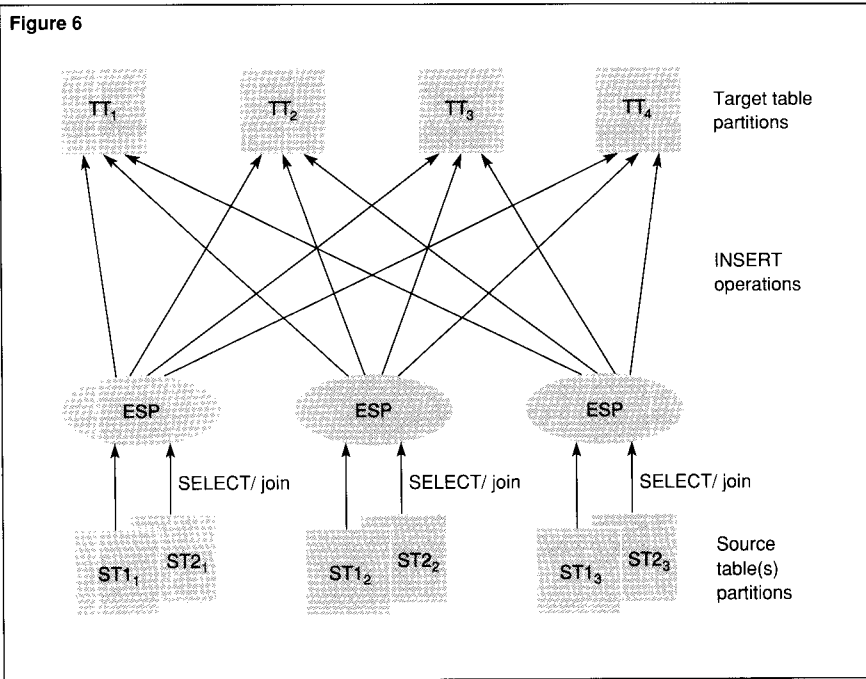 Figure 6
TT₁ TT₂ TT₃ TT₄
Target table
partitions
INSERT
operations
ESP ESP ESP
SELECT/ join SELECT/ join SELECT/ join
ST1₁ ST2₁ ST1₂ ST2₂ ST1₃ ST2₃
Source
table(s)
partitions